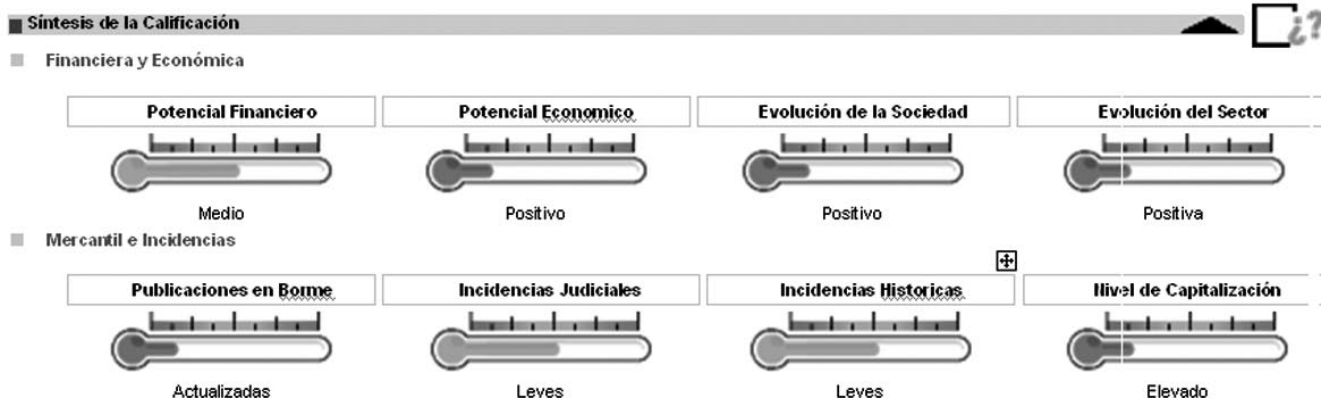 Síntesis de la Calificación
¿?
Financiera y Económica
Potencial Financiero Potencial Economico Evolución de la Sociedad Evolución del Sector
Medio Positivo Positivo Positiva
Mercantil e Incidencias
Publicaciones en Borme Incidencias Judiciales Incidencias Historicas Nivel de Capitalización
Actualizadas Leves Leves Elevado